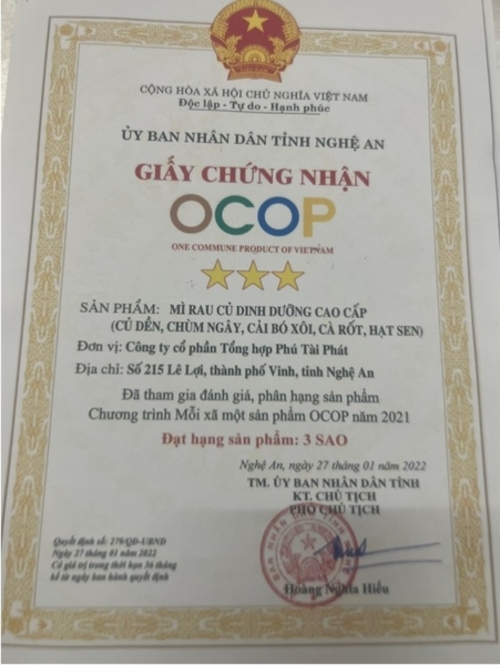 CỘNG HÒA XÃ HỘI CHỦ NGHĨA VIỆT NAM
Độc lập - Tự do - Hạnh phúc
ỦY BAN NHÂN DÂN TỈNH NGHỆ AN
GIẤY CHỨNG NHẬN
OCOP
ONE COMMUNE PRODUCT OF VIETNAM
SẢN PHẨM: MÌ RAU CỦ DINH DƯỠNG CAO CẤP
(CỦ DỀN, CHÙM NGÂY, CẢI BÓ XÔI, CÀ RỐT, HẠT SEN)
Đơn vị: Công ty cổ phần Tổng hợp Phú Tài Phát
Địa chỉ: Số 215 Lê Lợi, thành phố Vinh, tỉnh Nghệ An
Đã tham gia đánh giá, phân hạng sản phẩm
Chương trình Mỗi xã một sản phẩm OCOP năm 2021
Đạt hạng sản phẩm: 3 SAO
Nghệ An, ngày 27 tháng 01 năm 2022
TM. ỦY BAN NHÂN DÂN TỈNH
KT. CHỦ TỊCH
PHÓ CHỦ TỊCH
Quyết định số: 279/QĐ-UBND
Ngày 27 tháng 01 năm 2022
Có giá trị trong thời hạn 36 tháng
kể từ ngày ban hành quyết định
Hoàng Nghĩa Hiếu